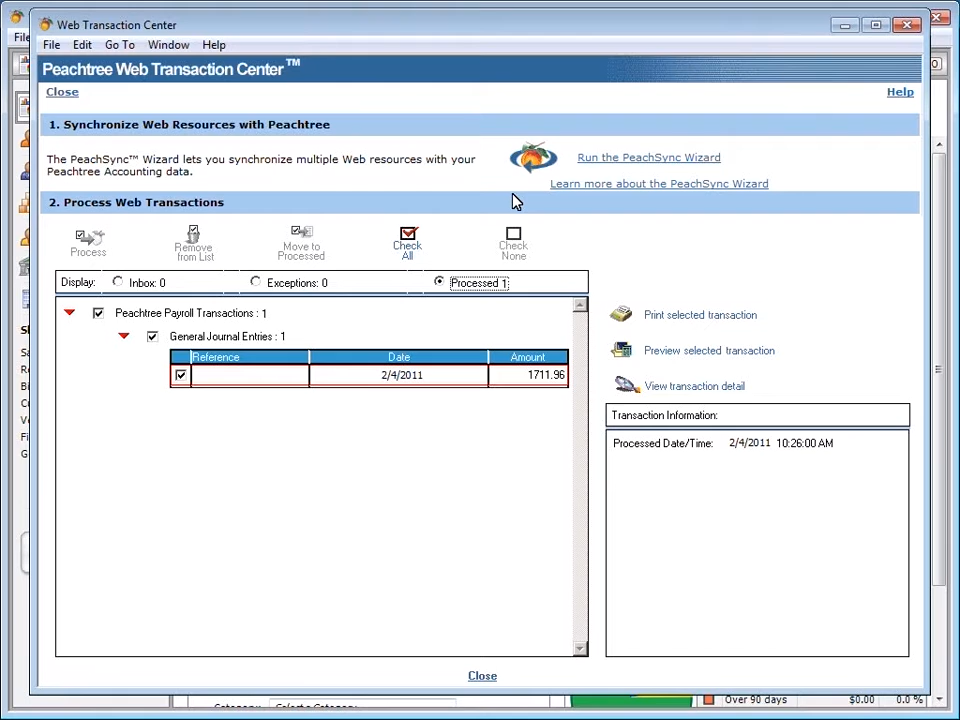 Web Transaction Center
File Edit Go To Window Help
Peachtree Web Transaction Center™
Close Help
1. Synchronize Web Resources with Peachtree
The PeachSync™ Wizard lets you synchronize multiple Web resources with your
Peachtree Accounting data.
Run the PeachSync Wizard
Learn more about the PeachSync Wizard
2. Process Web Transactions
Process
Remove
from List
Move to
Processed
Check
All
Check
None
Display: Inbox: 0 Exceptions: 0 Processed 1
Peachtree Payroll Transactions : 1
General Journal Entries : 1
Reference Date Amount
2/4/2011 1711.96
Print selected transaction
Preview selected transaction
View transaction detail
Transaction Information:
Processed Date/Time: 2/4/2011 10:26:00 AM
Close
Over 90 days $0.00 0.0 %